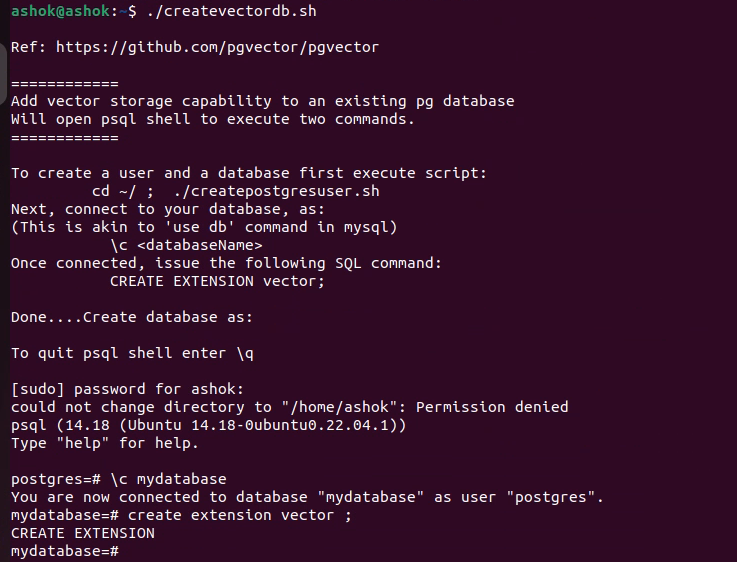 ashok@ashok:~$ ./createvectordb.sh
Ref: https://github.com/pgvector/pgvector
============
Add vector storage capability to an existing pg database
Will open psql shell to execute two commands.
============
To create a user and a database first execute script:
cd ~/ ;  ./createpostgresuser.sh
Next, connect to your database, as:
(This is akin to 'use db' command in mysql)
\c <databaseName>
Once connected, issue the following SQL command:
CREATE EXTENSION vector;
Done....Create database as:
To quit psql shell enter \q
[sudo] password for ashok:
could not change directory to "/home/ashok": Permission denied
psql (14.18 (Ubuntu 14.18-0ubuntu0.22.04.1))
Type "help" for help.
postgres=# \c mydatabase
You are now connected to database "mydatabase" as user "postgres".
mydatabase=# create extension vector ;
CREATE EXTENSION
mydatabase=#